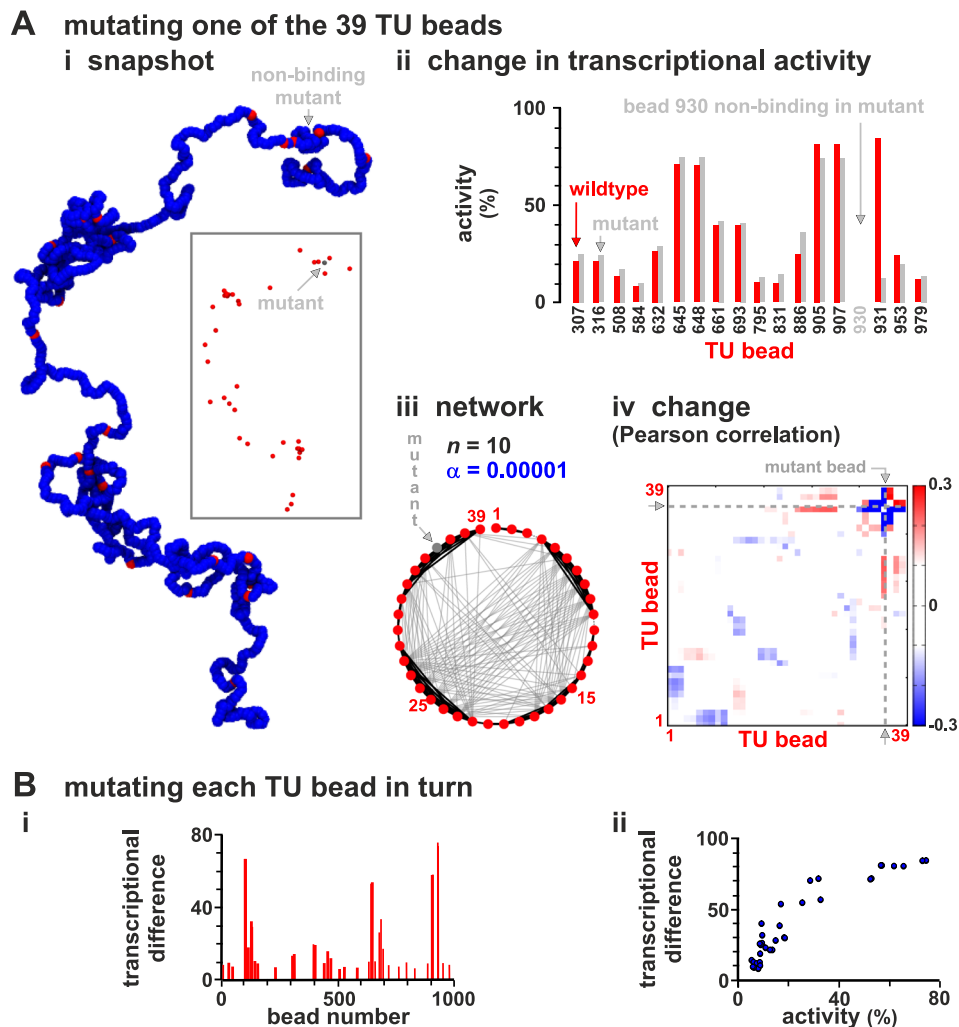 A mutating one of the 39 TU beads
i snapshot
non-binding
mutant
mutant
ii change in transcriptional activity
100
50
0
activity
(%)
bead 930 non-binding in mutant
wildtype
mutant
307 316 508 584 632 645 648 661 693 795 831 886 905 907 930 931 953 979
TU bead
iii network
mutant
n = 10
α = 0.00001
39 1
25
15
iv change
(Pearson correlation)
mutant bead
39
TU bead
1
1
TU bead
39
0.3
0
-0.3
B mutating each TU bead in turn
i
transcriptional
difference
80
40
0
0 500 1000
bead number
ii
transcriptional
difference
100
50
0
0 40 80
activity (%)